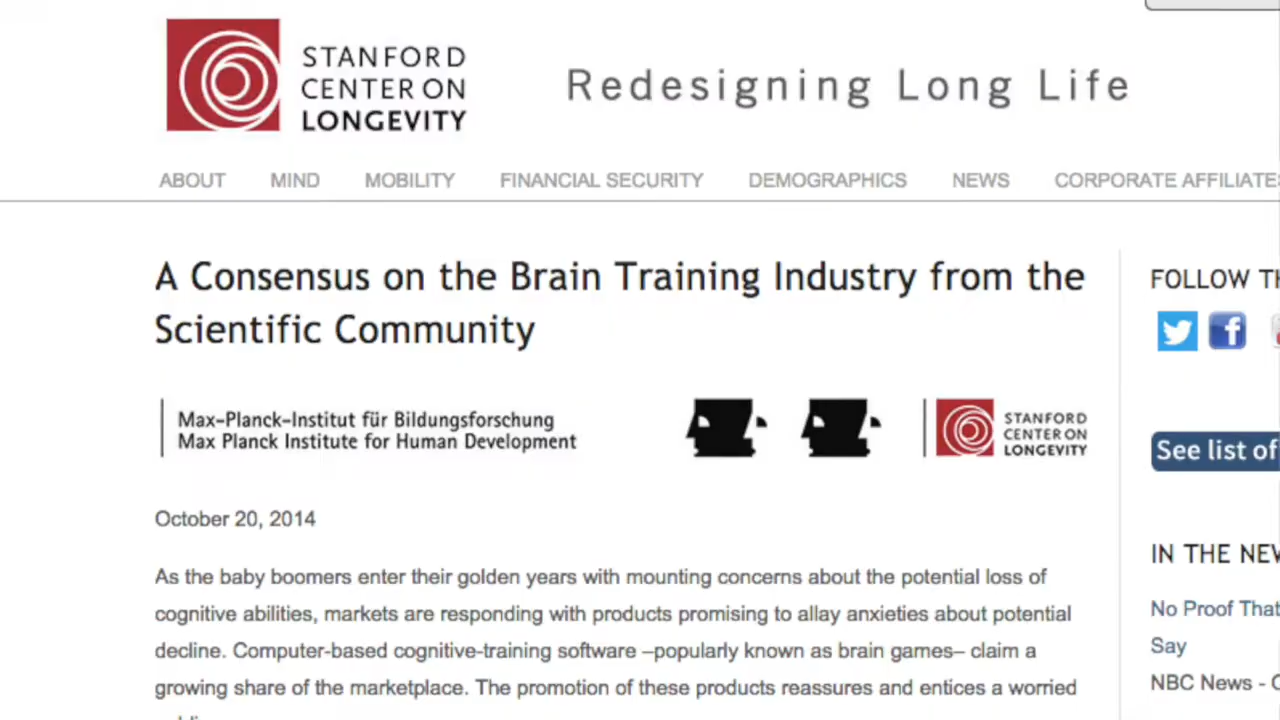 STANFORD
CENTER ON
LONGEVITY
Redesigning Long Life
ABOUT MIND MOBILITY FINANCIAL SECURITY DEMOGRAPHICS NEWS CORPORATE AFFILIATES
A Consensus on the Brain Training Industry from the
Scientific Community
Max-Planck-Institut für Bildungsforschung
Max Planck Institute for Human Development
STANFORD
CENTER ON
LONGEVITY
October 20, 2014
As the baby boomers enter their golden years with mounting concerns about the potential loss of
cognitive abilities, markets are responding with products promising to allay anxieties about potential
decline. Computer-based cognitive-training software –popularly known as brain games– claim a
growing share of the marketplace. The promotion of these products reassures and entices a worried
FOLLOW
See list of
IN THE
No Proof That
Say
NBC News -